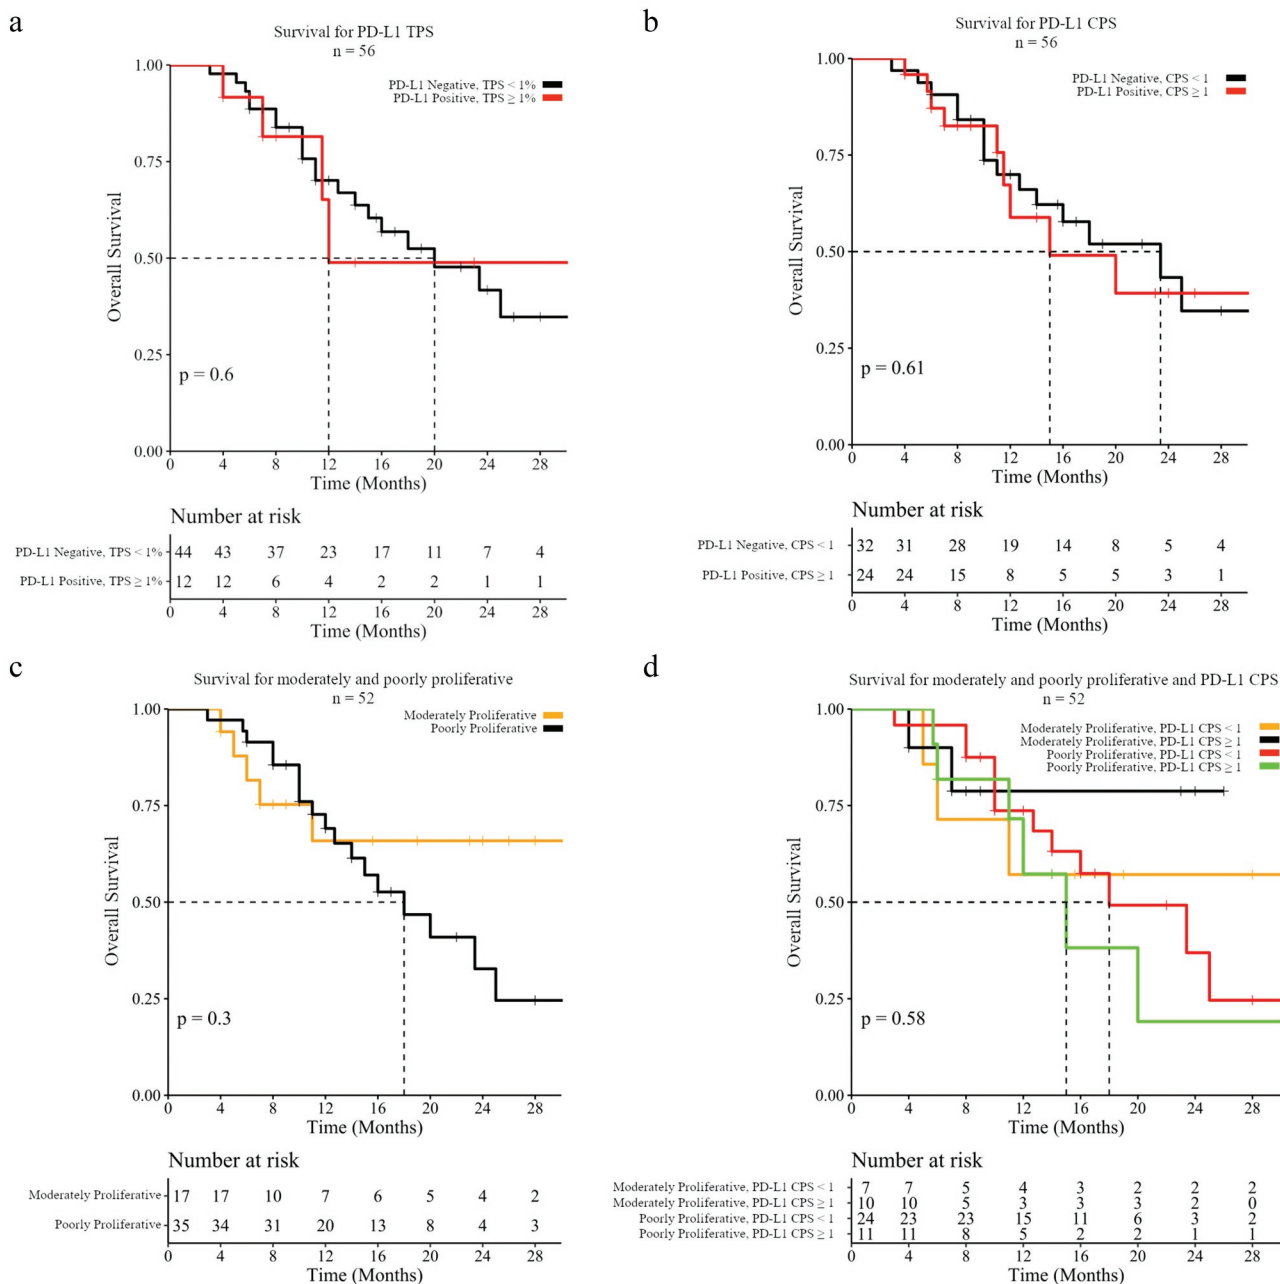 a
Survival for PD-L1 TPS
n = 56
PD-L1 Negative, TPS < 1%
PD-L1 Positive, TPS ≥ 1%
1.00
0.75
0.50
0.25
0.00
Overall Survival
p = 0.6
0 4 8 12 16 20 24 28
Time (Months)
Number at risk
PD-L1 Negative, TPS < 1% 44 43 37 23 17 11 7 4
PD-L1 Positive, TPS ≥ 1% 12 12 6 4 2 2 1 1
0 4 8 12 16 20 24 28
Time (Months)
b
Survival for PD-L1 CPS
n = 56
PD-L1 Negative, CPS < 1
PD-L1 Positive, CPS ≥ 1
1.00
0.75
0.50
0.25
0.00
Overall Survival
p = 0.61
0 4 8 12 16 20 24 28
Time (Months)
Number at risk
PD-L1 Negative, CPS < 1 32 31 28 19 14 8 5 4
PD-L1 Positive, CPS ≥ 1 24 24 15 8 5 5 3 1
0 4 8 12 16 20 24 28
Time (Months)
c
Survival for moderately and poorly proliferative
n = 52
Moderately Proliferative
Poorly Proliferative
1.00
0.75
0.50
0.25
0.00
Overall Survival
p = 0.3
0 4 8 12 16 20 24 28
Time (Months)
Number at risk
Moderately Proliferative 17 17 10 7 6 5 4 2
Poorly Proliferative 35 34 31 20 13 8 4 3
0 4 8 12 16 20 24 28
Time (Months)
d
Survival for moderately and poorly proliferative and PD-L1 CPS
n = 52
Moderately Proliferative, PD-L1 CPS < 1
Moderately Proliferative, PD-L1 CPS ≥ 1
Poorly Proliferative, PD-L1 CPS < 1
Poorly Proliferative, PD-L1 CPS ≥ 1
1.00
0.75
0.50
0.25
0.00
Overall Survival
p = 0.58
0 4 8 12 16 20 24 28
Time (Months)
Number at risk
Moderately Proliferative, PD-L1 CPS < 1 7 7 5 4 3 2 2 2
Moderately Proliferative, PD-L1 CPS ≥ 1 10 10 5 3 3 3 2 0
Poorly Proliferative, PD-L1 CPS < 1 24 23 23 15 11 6 3 2
Poorly Proliferative, PD-L1 CPS ≥ 1 11 11 8 5 2 2 1 1
0 4 8 12 16 20 24 28
Time (Months)